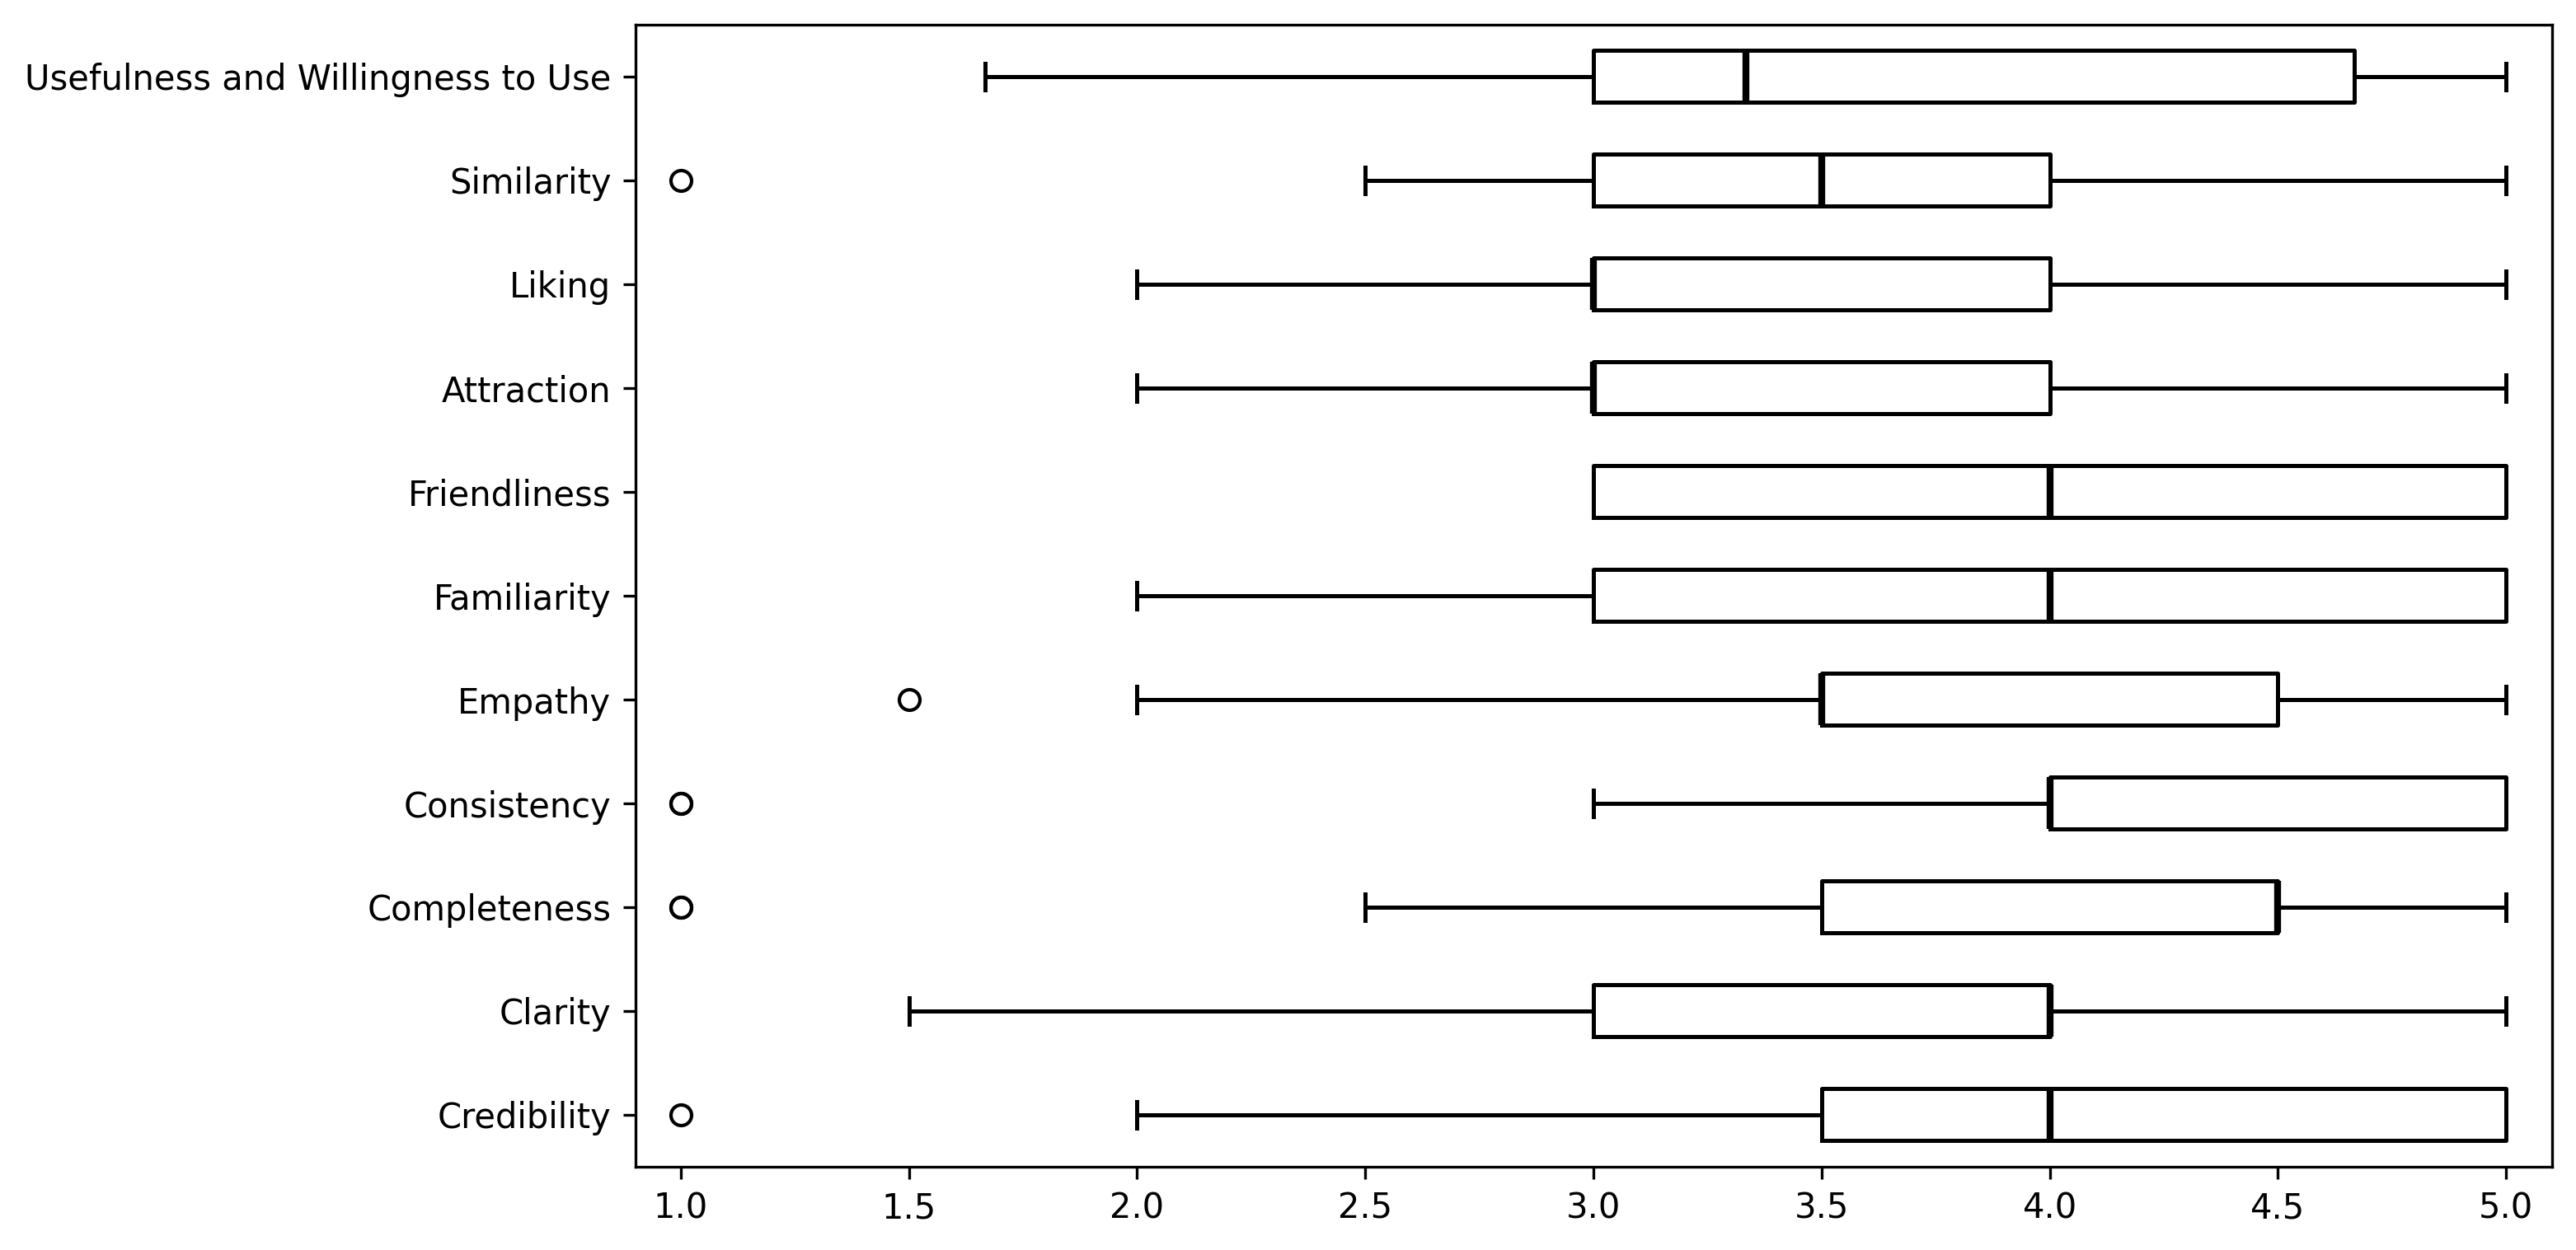 Usefulness and Willingness to Use
Similarity
Liking
Attraction
Friendliness
Familiarity
Empathy
Consistency
Completeness
Clarity
Credibility
1.0 1.5 2.0 2.5 3.0 3.5 4.0 4.5 5.0